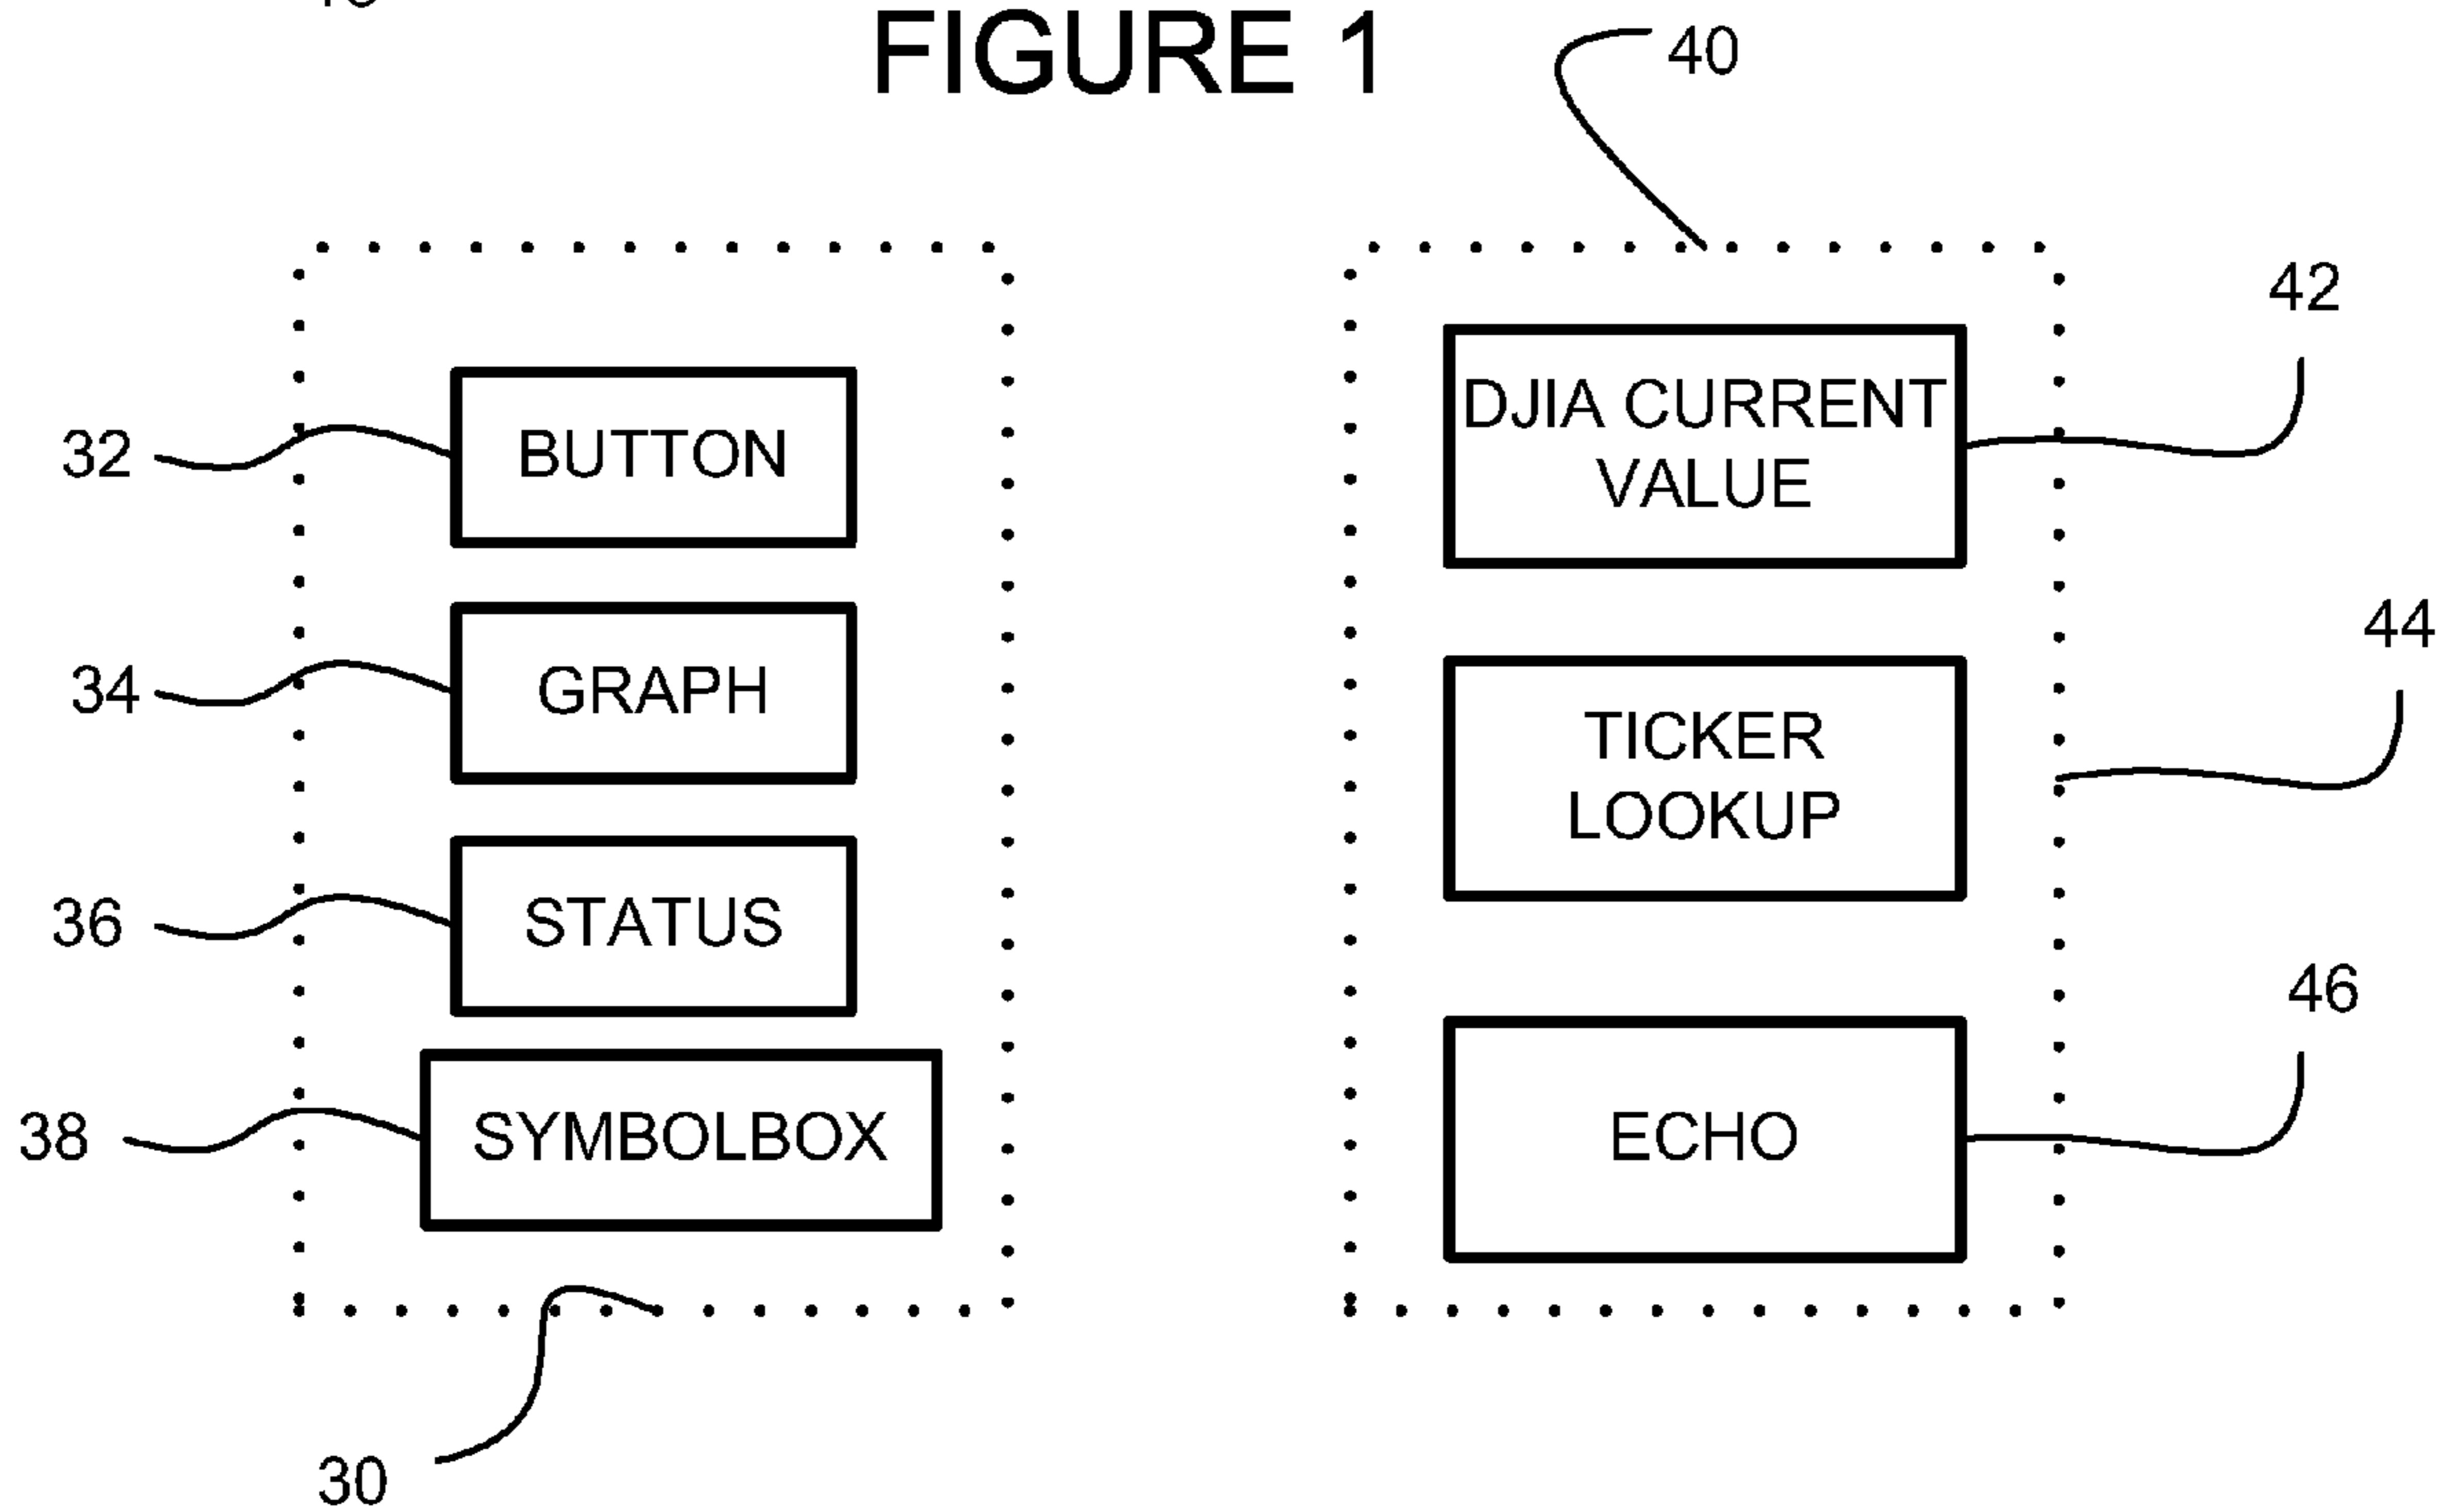 FIGURE 1
40
42
32
BUTTON
DJIA CURRENT
VALUE
44
34
GRAPH
TICKER
LOOKUP
36
STATUS
46
38
SYMBOLBOX
ECHO
30